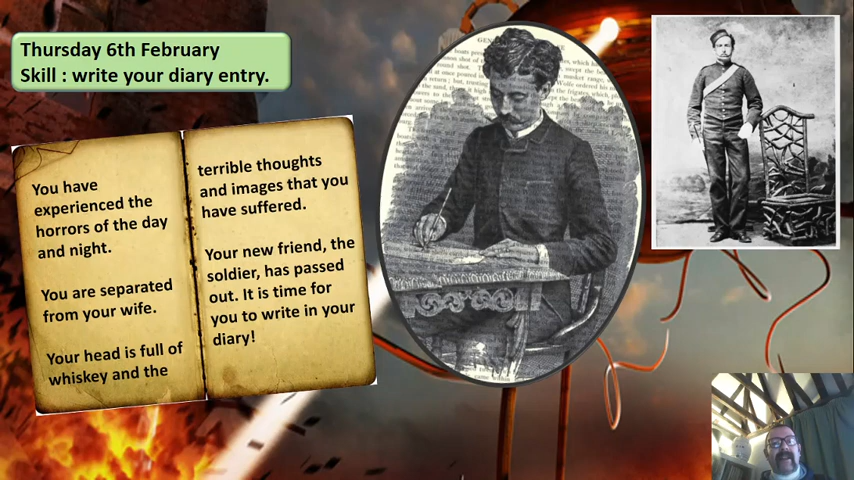 Thursday 6th February
Skill : write your diary entry.
You have
experienced the
horrors of the day
and night.
You are separated
from your wife.
Your head is full of
whiskey and the
terrible thoughts
and images that you
have suffered.
Your new friend, the
soldier, has passed
out. It is time for
you to write in your
diary!